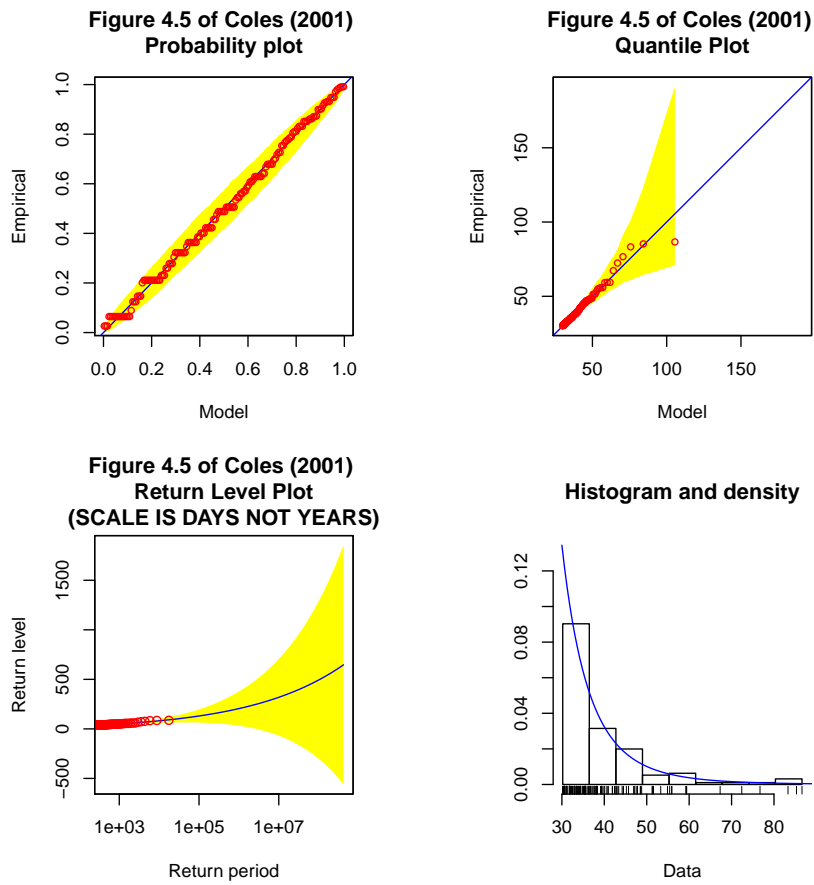 Figure 4.5 of Coles (2001)
Probability plot
Empirical
0.0 0.2 0.4 0.6 0.8 1.0
0.0 0.2 0.4 0.6 0.8 1.0
Model
Figure 4.5 of Coles (2001)
Quantile Plot
Empirical
50 100 150
50 100 150
Model
Figure 4.5 of Coles (2001)
Return Level Plot
(SCALE IS DAYS NOT YEARS)
Return level
−500 0 500 1500
1e+03 1e+05 1e+07
Return period
Histogram and density
0.00 0.04 0.08 0.12
30 40 50 60 70 80
Data